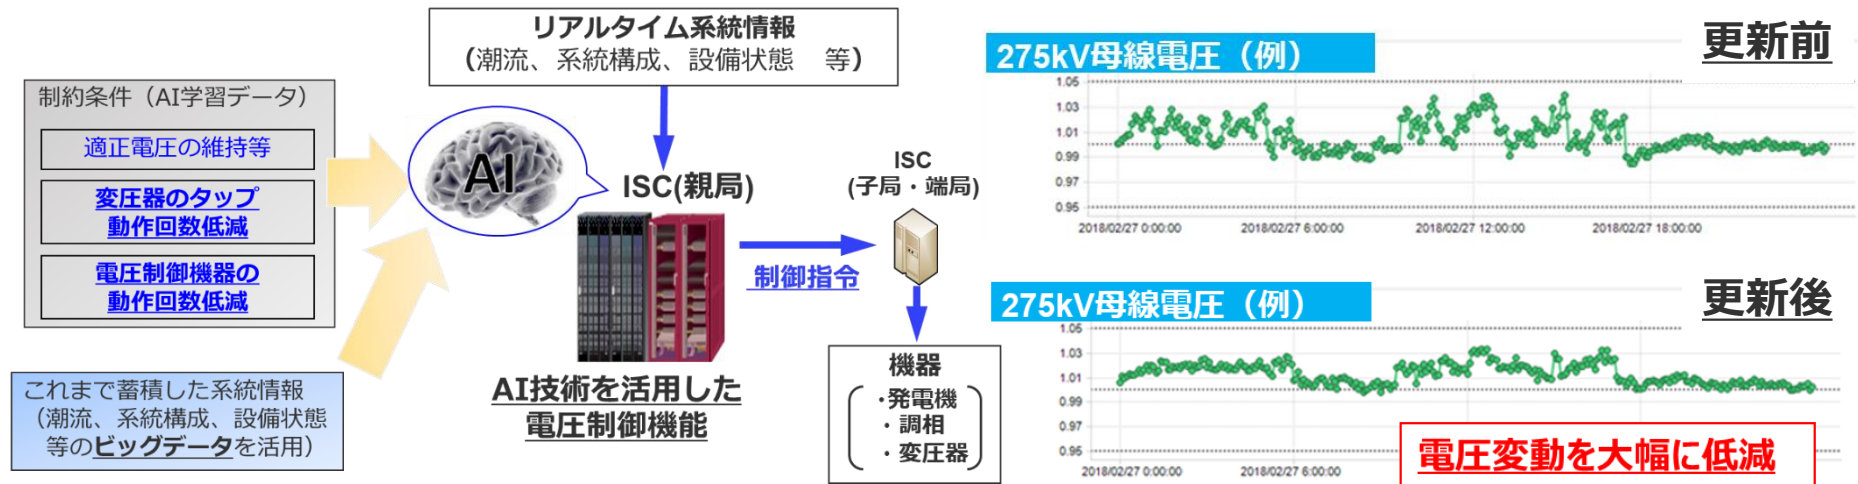 リアルタイム系統情報
（潮流、系統構成、設備状態　等）
制約条件（AI学習データ）
適正電圧の維持等
変圧器のタップ
動作回数低減
電圧制御機器の
動作回数低減
これまで蓄積した系統情報
（潮流、系統構成、設備状態
等のビッグデータを活用）
AI
ISC(親局)
AI技術を活用した
電圧制御機能
制御指令
ISC
(子局・端局)
機器
・発電機
・調相
・変圧器
更新前
275kV母線電圧（例）
1.05
1.03
1.01
0.99
0.97
0.95
2018/02/27 0:00:00
2018/02/27 6:00:00
2018/02/27 12:00:00
2018/02/27 18:00:00
更新後
275kV母線電圧（例）
1.05
1.03
1.01
0.99
0.97
0.95
2018/02/27 0:00:00
2018/02/27 6:00:00
電圧変動を大幅に低減